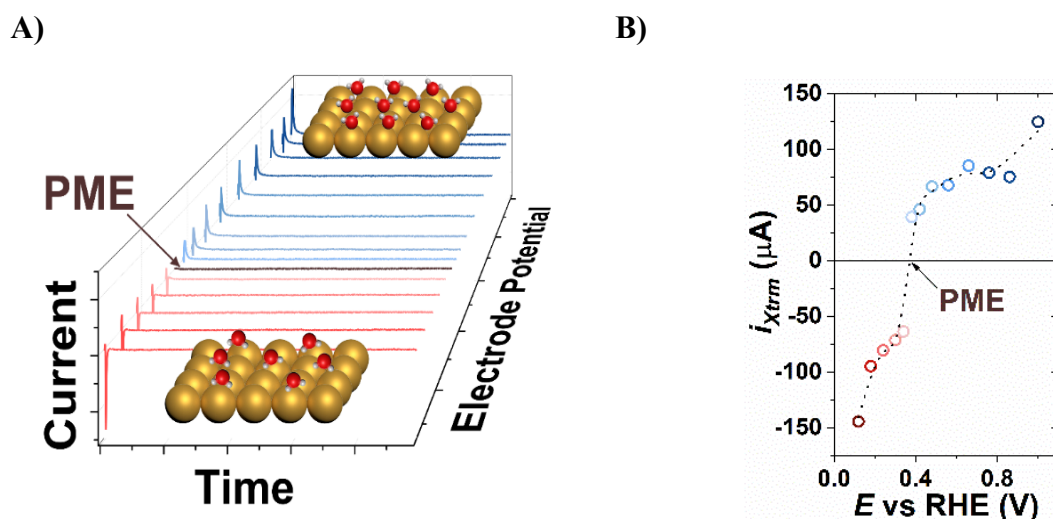 A)
PME
Current
Time
Electrode Potential
B)
150
100
50
0
-50
-100
-150
i_Xtrm (µA)
PME
0.0 0.4 0.8
E vs RHE (V)